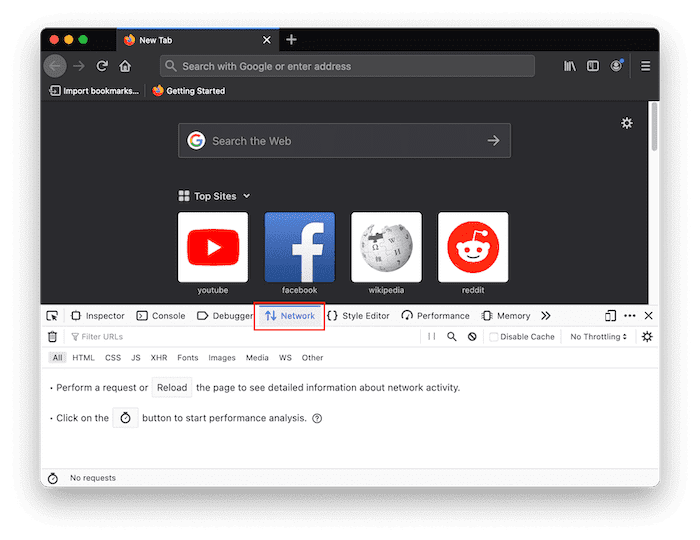 New Tab
Search with Google or enter address
Import bookmarks... Getting Started
Search the Web
Top Sites
youtube facebook wikipedia reddit
Inspector Console Debugger Network Style Editor Performance Memory
Filter URLs Disable Cache No Throttling
All HTML CSS JS XHR Fonts Images Media WS Other
• Perform a request or Reload the page to see detailed information about network activity.
• Click on the button to start performance analysis.
No requests